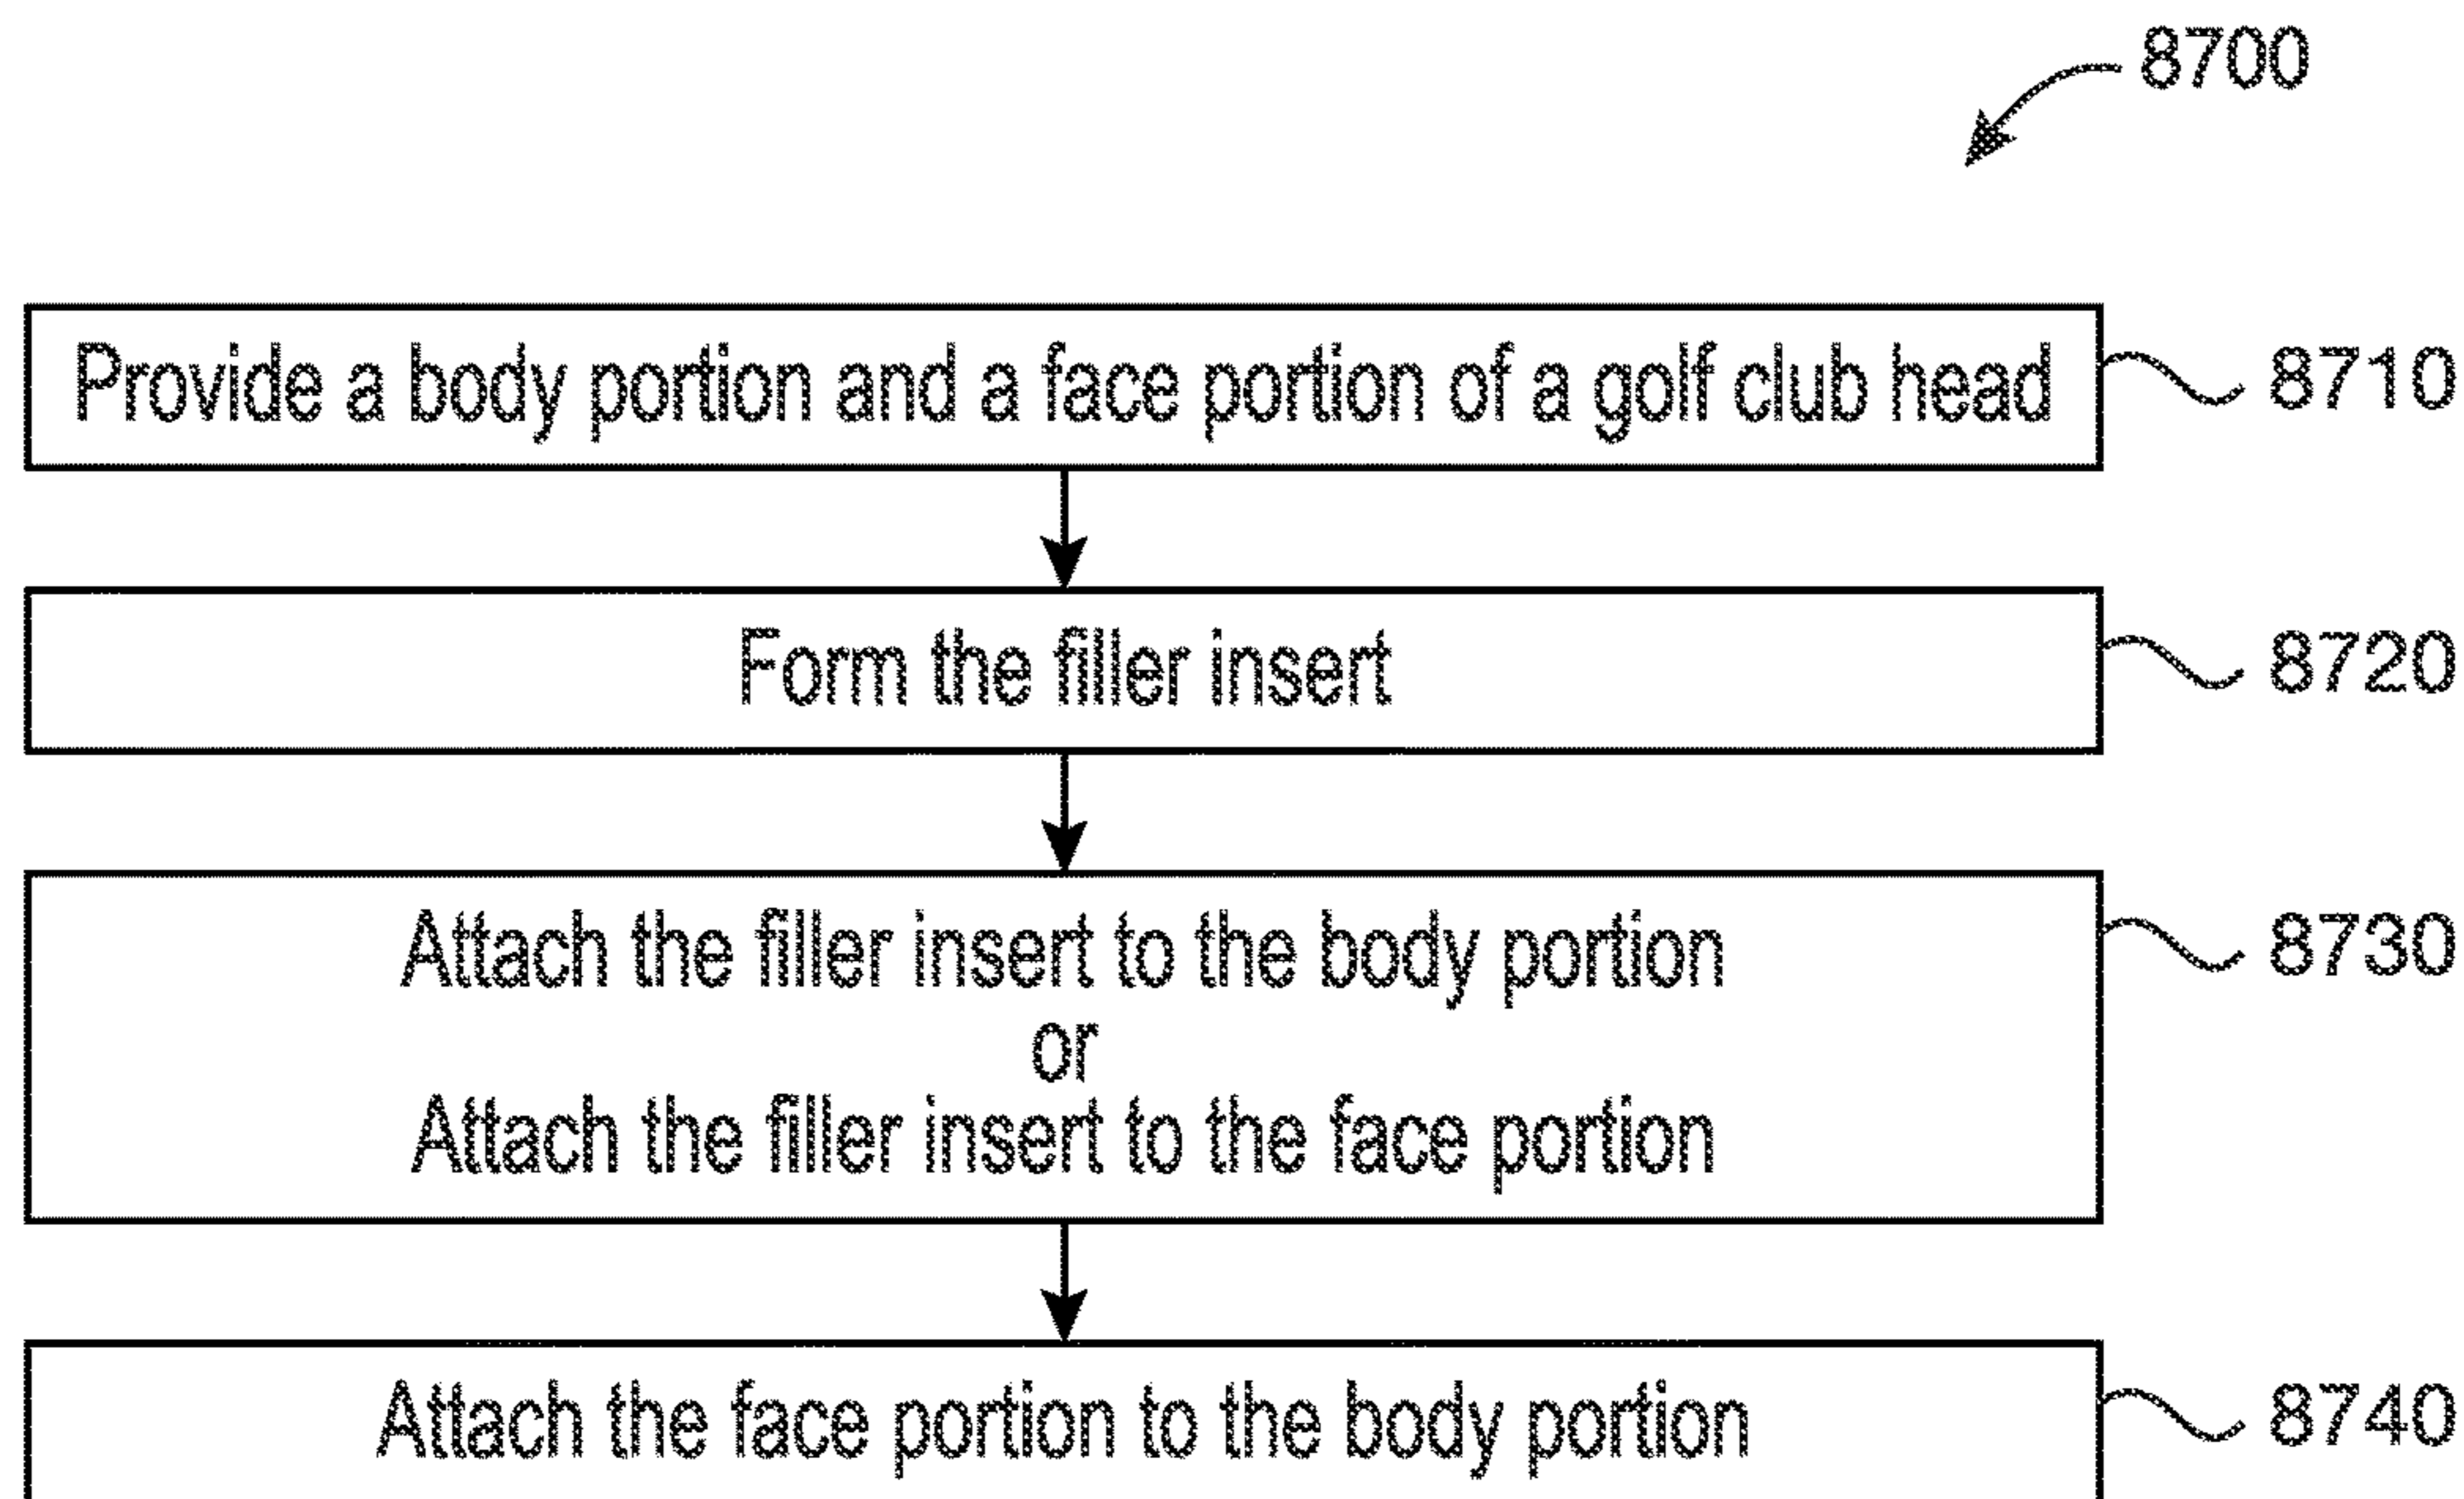 8700
Provide a body portion and a face portion of a golf club head
8710
Form the filler insert
8720
Attach the filler insert to the body portion
8730
or
Attach the filler insert to the face portion
Attach the face portion to the body portion
8740